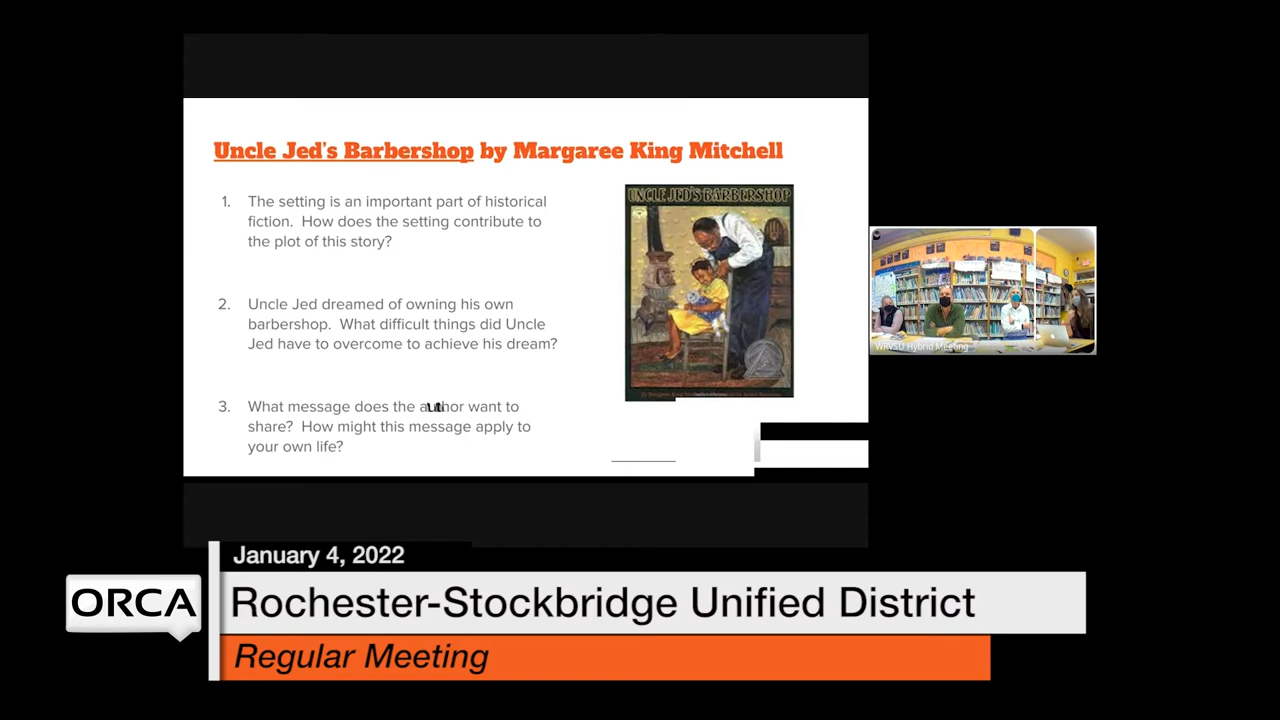 Uncle Jed's Barbershop by Margaree King Mitchell
1. The setting is an important part of historical
fiction. How does the setting contribute to
the plot of this story?
2. Uncle Jed dreamed of owning his own
barbershop. What difficult things did Uncle
Jed have to overcome to achieve his dream?
3. What message does the author want to
share? How might this message apply to
your own life?
UNCLE JED'S BARBERSHOP
WRVSU Hybrid Meeting
January 4, 2022
ORCA
Rochester-Stockbridge Unified District
Regular Meeting